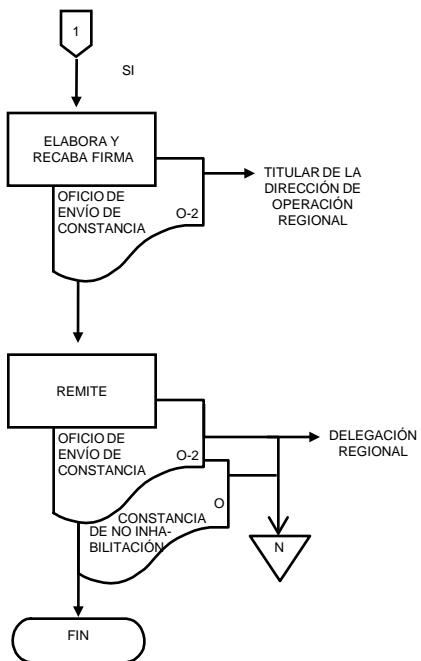 1
SI
ELABORA Y
RECABA FIRMA
OFICIO DE
ENVÍO DE
CONSTANCIA
O-2
TITULAR DE LA
DIRECCIÓN DE
OPERACIÓN
REGIONAL
REMITE
OFICIO DE
ENVÍO DE
CONSTANCIA
O-2
DELEGACIÓN
REGIONAL
O
CONSTANCIA
DE NO INHA-
BILITACIÓN
N
FIN